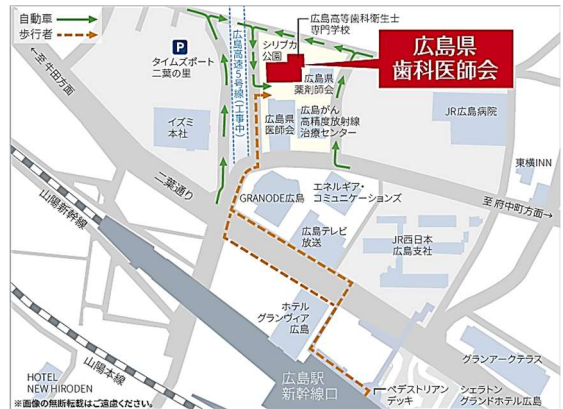 自動車
歩行者
←至牛田方面
P
タイムズポート
二葉の里
広島高速5号線(工事中)
シリブカ
公園
広島高等歯科衛生士
専門学校
広島県
歯科医師会
広島県
薬剤師会
イズミ
本社
広島県
医師会
広島がん
高精度放射線
治療センター
JR広島病院
東横INN
二葉通り
GRANODE広島
エネルギア・
コミュニケーションズ
至府中町方面→
山陽新幹線
広島テレビ
放送
JR西日本
広島支社
ホテル
グランヴィア
広島
山陽本線
グランアークテラス
HOTEL
NEW HIRODEN
広島駅
新幹線口
ペデストリアン
デッキ
シェラトン
グランドホテル広島
※画像の無断転載はご遠慮ください。